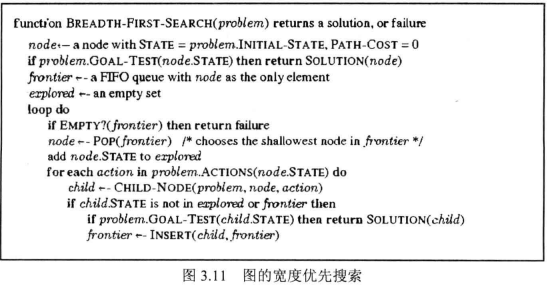 function BREADTH-FIRST-SEARCH(problem) returns a solution, or failure
node ← a node with STATE = problem.INITIAL-STATE, PATH-COST = 0
if problem.GOAL-TEST(node.STATE) then return SOLUTION(node)
frontier ← a FIFO queue with node as the only element
explored ← an empty set
loop do
if EMPTY?(frontier) then return failure
node ← POP(frontier) /* chooses the shallowest node in frontier */
add node.STATE to explored
for each action in problem.ACTIONS(node.STATE) do
child ← CHILD-NODE(problem, node, action)
if child.STATE is not in explored or frontier then
if problem.GOAL-TEST(child.STATE) then return SOLUTION(child)
frontier ← INSERT(child, frontier)
图 3.11 图的宽度优先搜索